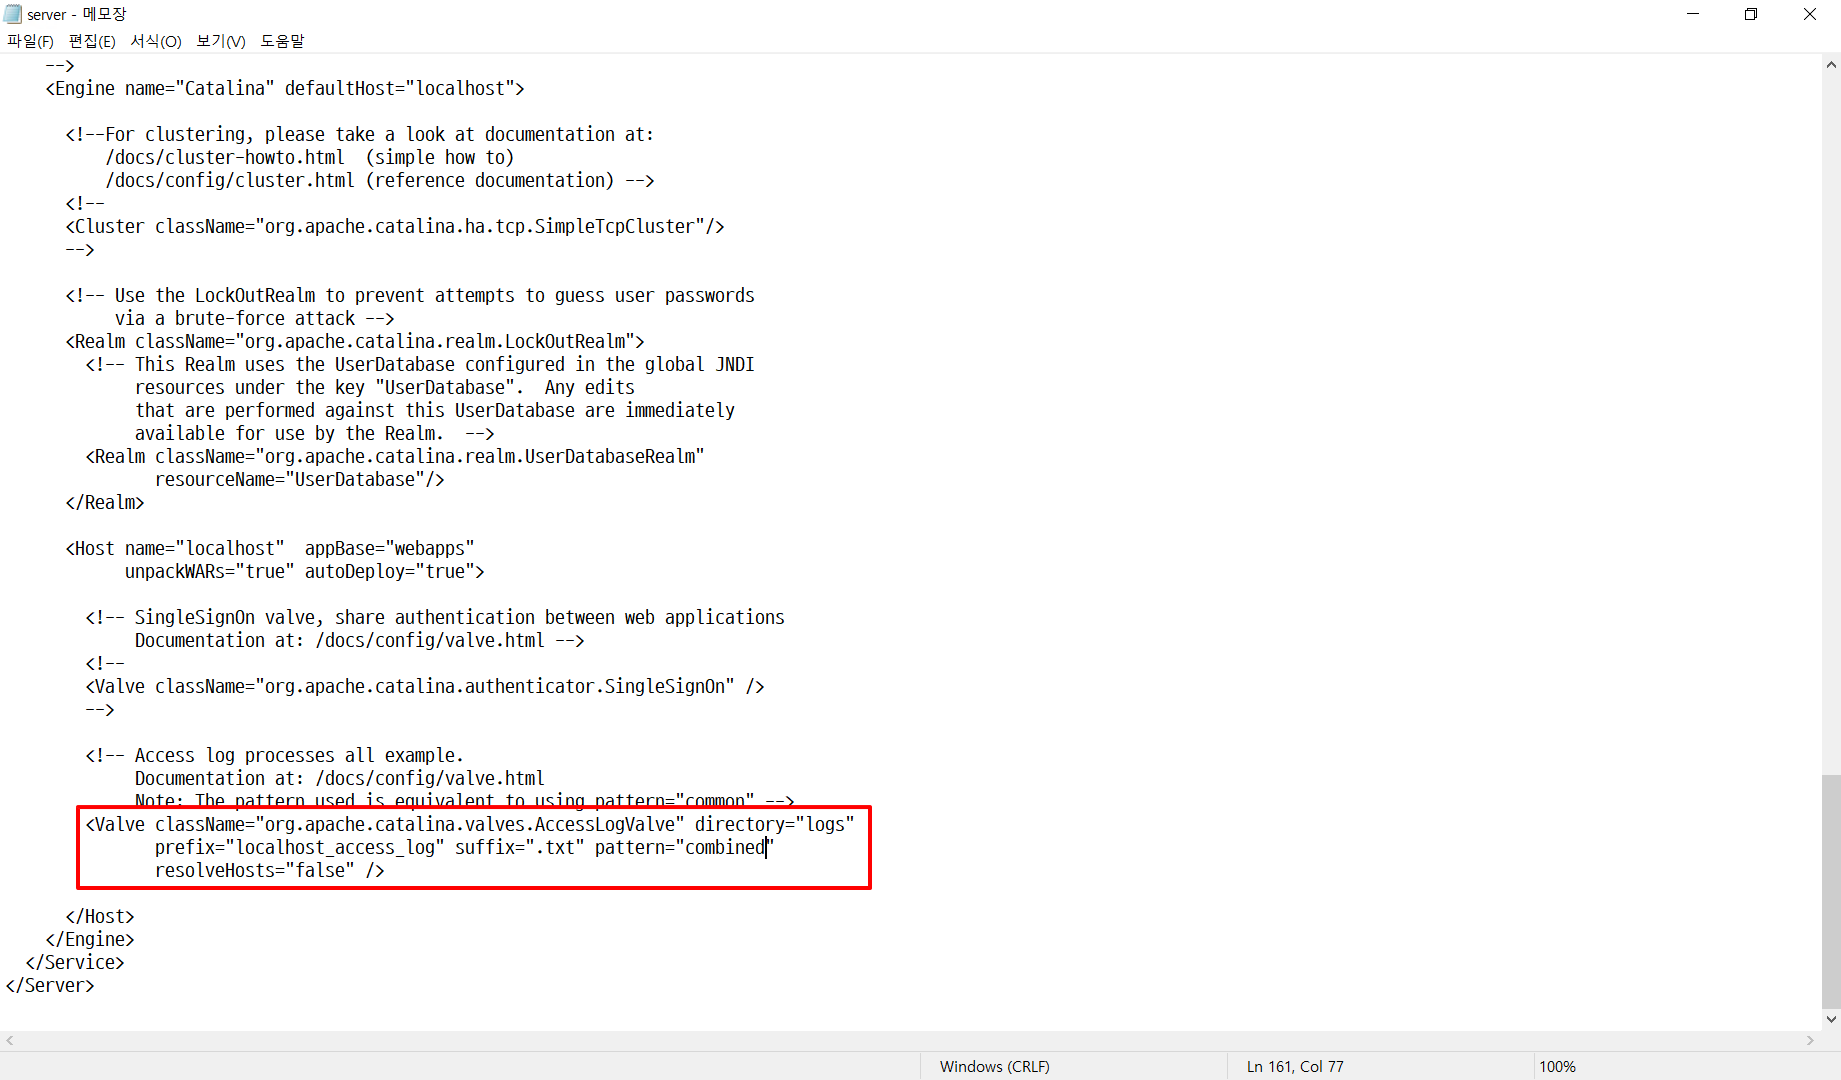 server - 메모장
파일(F) 편집(E) 서식(O) 보기(V) 도움말
-->
<Engine name="Catalina" defaultHost="localhost">
<!--For clustering, please take a look at documentation at:
/docs/cluster-howto.html  (simple how to)
/docs/config/cluster.html (reference documentation) -->
<!--
<Cluster className="org.apache.catalina.ha.tcp.SimpleTcpCluster"/>
-->
<!-- Use the LockOutRealm to prevent attempts to guess user passwords
via a brute-force attack -->
<Realm className="org.apache.catalina.realm.LockOutRealm">
<!-- This Realm uses the UserDatabase configured in the global JNDI
resources under the key "UserDatabase".  Any edits
that are performed against this UserDatabase are immediately
available for use by the Realm.  -->
<Realm className="org.apache.catalina.realm.UserDatabaseRealm"
resourceName="UserDatabase"/>
</Realm>
<Host name="localhost"  appBase="webapps"
unpackWARs="true" autoDeploy="true">
<!-- SingleSignOn valve, share authentication between web applications
Documentation at: /docs/config/valve.html -->
<!--
<Valve className="org.apache.catalina.authenticator.SingleSignOn" />
-->
<!-- Access log processes all example.
Documentation at: /docs/config/valve.html
Note: The pattern used is equivalent to using pattern="common" -->
<Valve className="org.apache.catalina.valves.AccessLogValve" directory="logs"
prefix="localhost_access_log" suffix=".txt" pattern="combined"
resolveHosts="false" />
</Host>
</Engine>
</Service>
</Server>
Windows (CRLF)
Ln 161, Col 77
100%